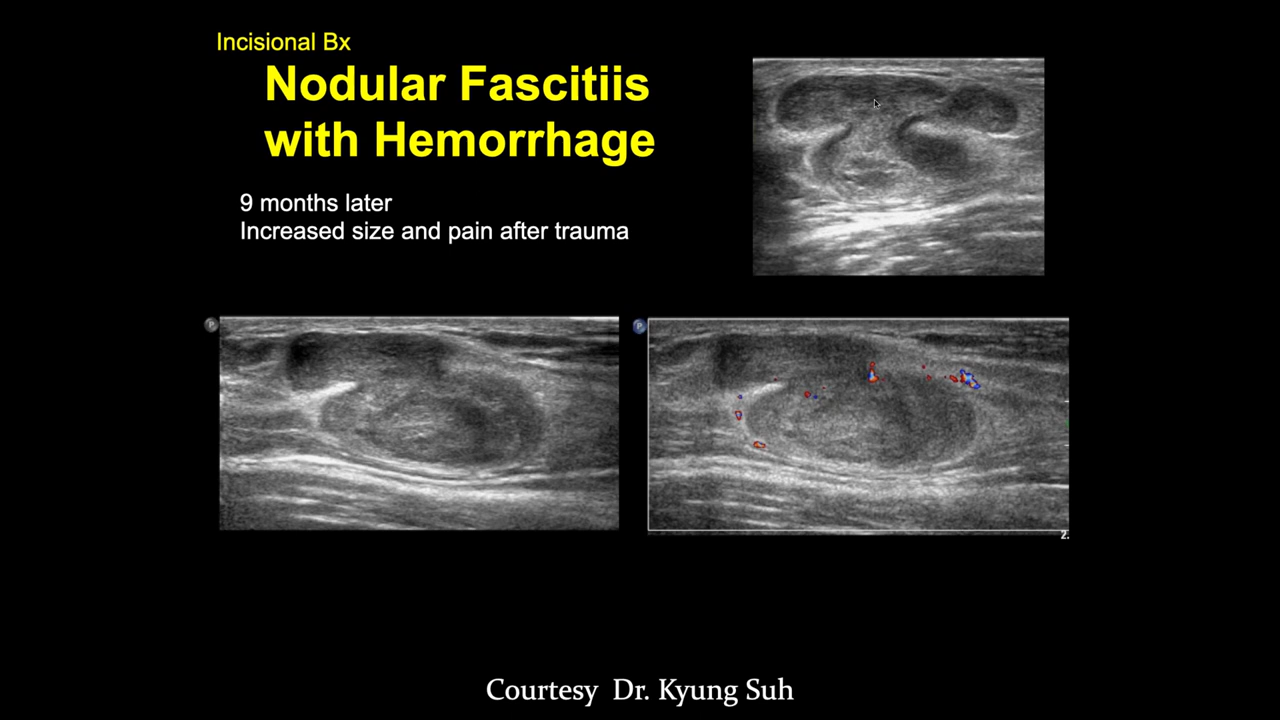 Incisional Bx
Nodular Fascitiis
with Hemorrhage
9 months later
Increased size and pain after trauma
P
P
2.
Courtesy Dr. Kyung Suh